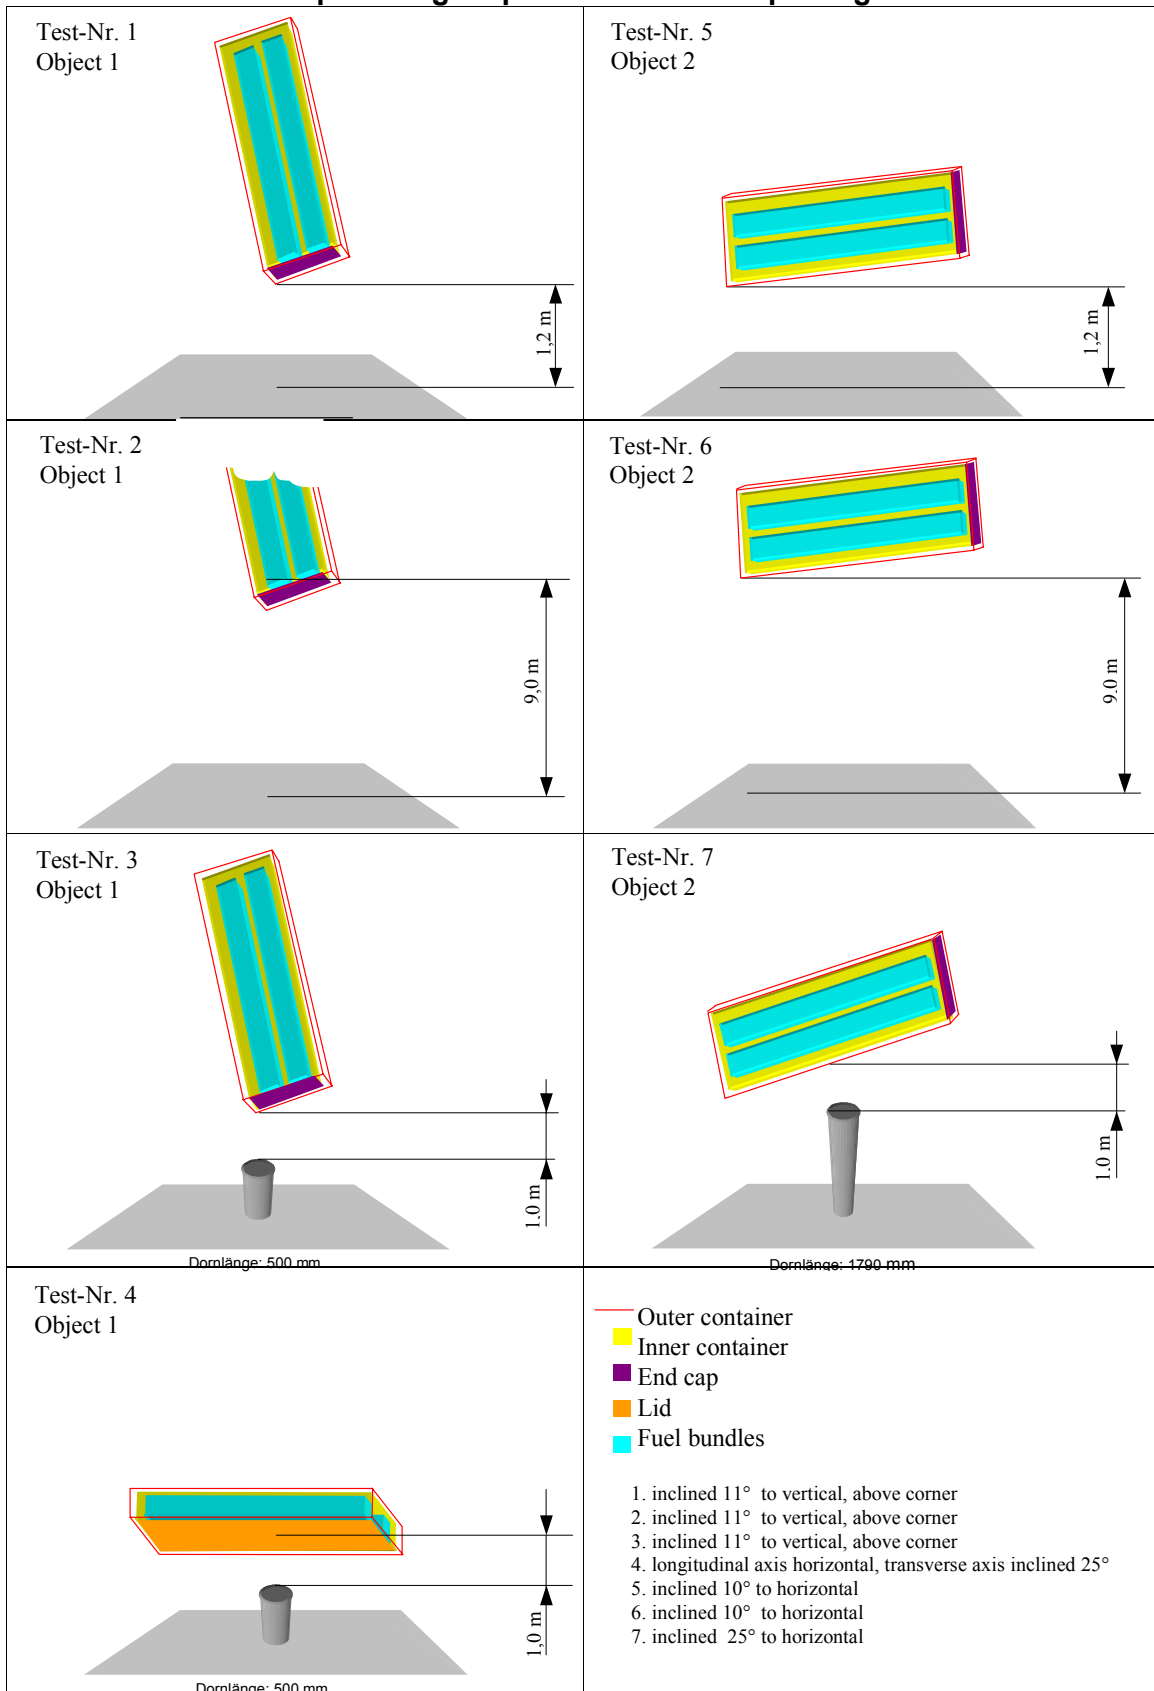 Test-Nr. 1
Object 1
1,2 m
Test-Nr. 5
Object 2
1,2 m
Test-Nr. 2
Object 1
9,0 m
Test-Nr. 6
Object 2
9.0 m
Test-Nr. 3
Object 1
1.0 m
Dornlänge: 500 mm
Test-Nr. 7
Object 2
1.0 m
Dornlänge: 1790 mm
Test-Nr. 4
Object 1
1,0 m
Dornlänge: 500 mm
Outer container
Inner container
End cap
Lid
Fuel bundles
1. inclined 11° to vertical, above corner
2. inclined 11° to vertical, above corner
3. inclined 11° to vertical, above corner
4. longitudinal axis horizontal, transverse axis inclined 25°
5. inclined 10° to horizontal
6. inclined 10° to horizontal
7. inclined 25° to horizontal